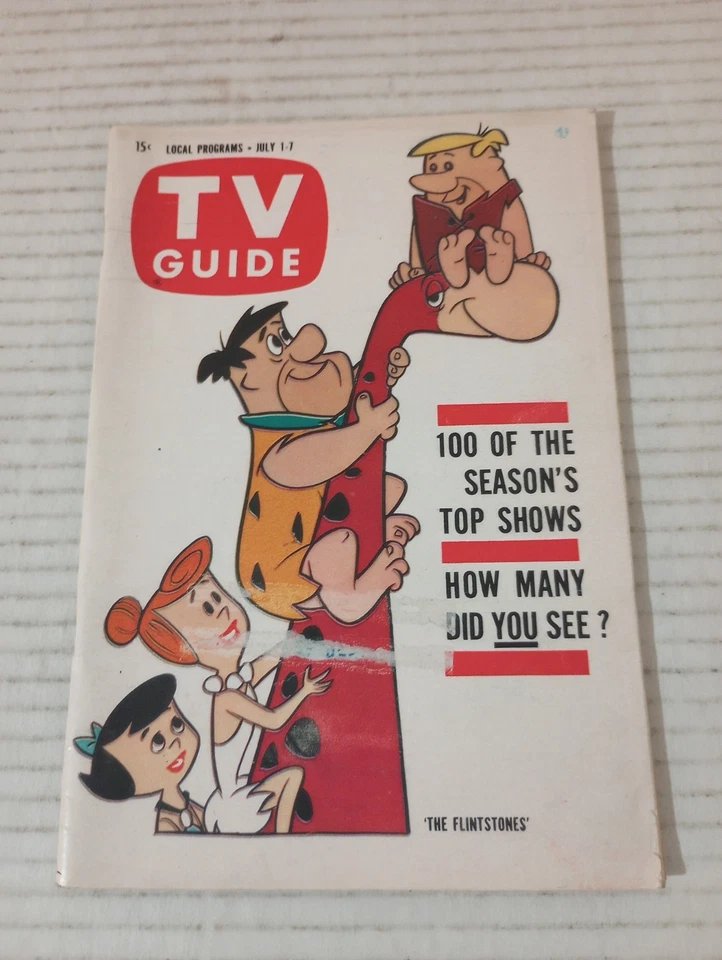 15¢ LOCAL PROGRAMS • JULY 1-7
TV
GUIDE
100 OF THE
SEASON'S
TOP SHOWS
HOW MANY
DID YOU SEE?
'THE FLINTSTONES'